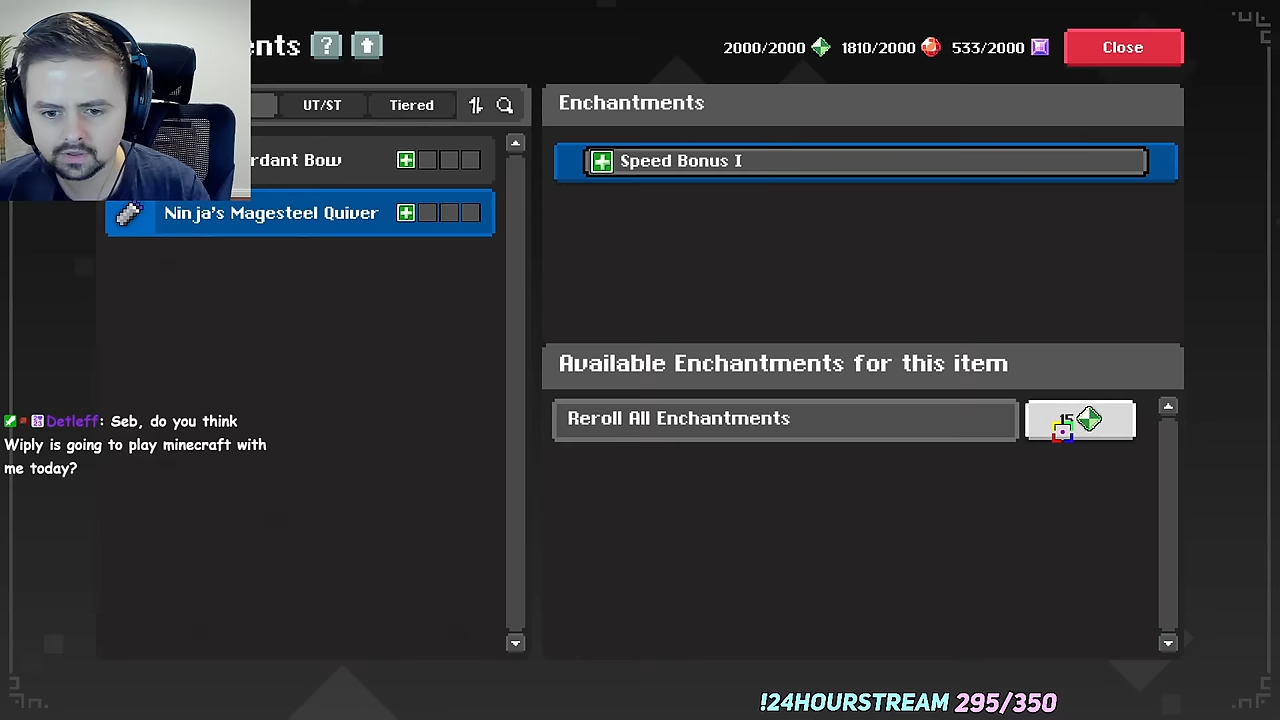 ents ?
2000/2000 1810/2000 533/2000 Close
UT/ST Tiered
Enchantments
rdant Bow
Speed Bonus I
Ninja's Magesteel Quiver
Available Enchantments for this item
Reroll All Enchantments 15
Detleff: Seb, do you think
Wiply is going to play minecraft with
me today?
!24HOURSTREAM 295/350